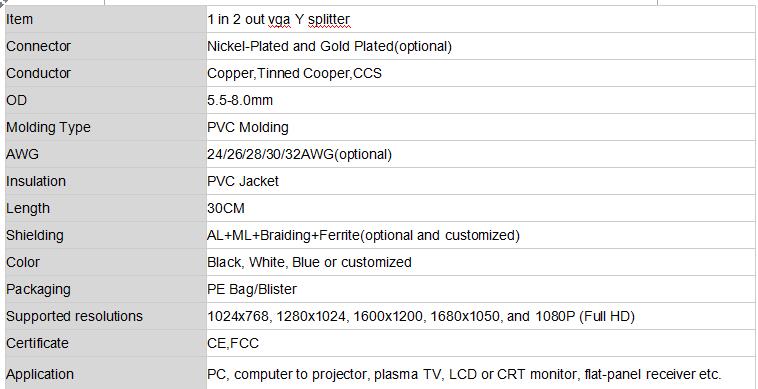 Item 1 in 2 out vga Y splitter
Connector Nickel-Plated and Gold Plated(optional)
Conductor Copper,Tinned Cooper,CCS
OD 5.5-8.0mm
Molding Type PVC Molding
AWG 24/26/28/30/32AWG(optional)
Insulation PVC Jacket
Length 30CM
Shielding AL+ML+Braiding+Ferrite(optional and customized)
Color Black, White, Blue or customized
Packaging PE Bag/Blister
Supported resolutions 1024x768, 1280x1024, 1600x1200, 1680x1050, and 1080P (Full HD)
Certificate CE,FCC
Application PC, computer to projector, plasma TV, LCD or CRT monitor, flat-panel receiver etc.